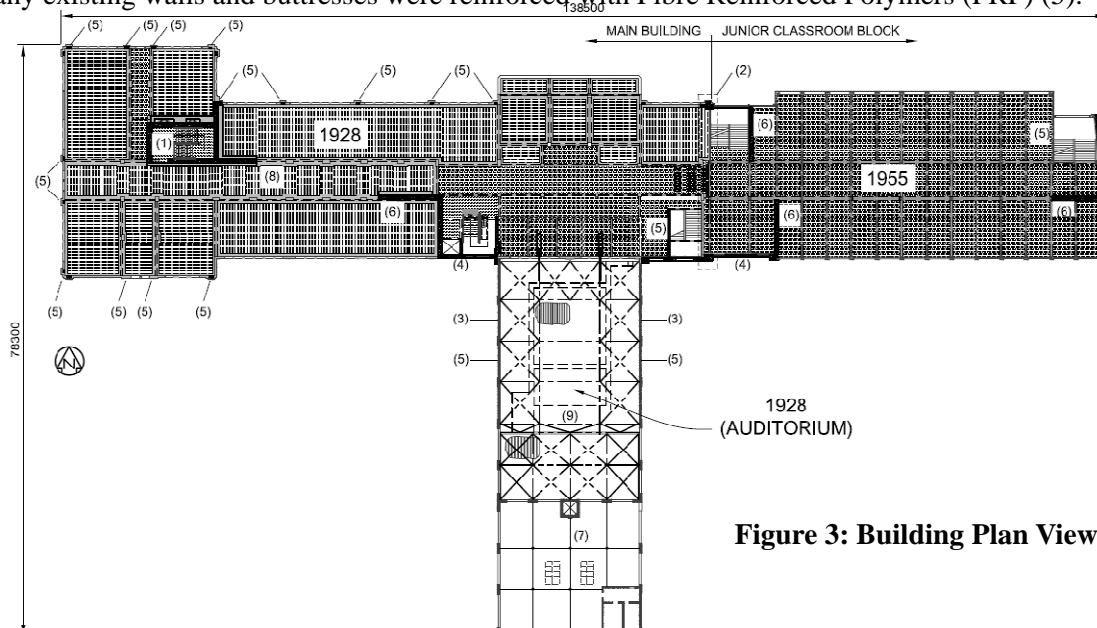 any existing walls and buttresses were reinforced with Fibre Reinforced Polymers (FRP) (5).
138500
MAIN BUILDING JUNIOR CLASSROOM BLOCK
(5) (5) (5) (5)
(5) (5) (5) (2)
(1) 1928 (6) (5)
(8) 1955
(5)
(6) (5) (6) (6)
(4) (4)
(5) (5) (5) (5)
78300
N
(3) (3)
(5) (5)
(9)
1928
(AUDITORIUM)
(7)
Figure 3: Building Plan View